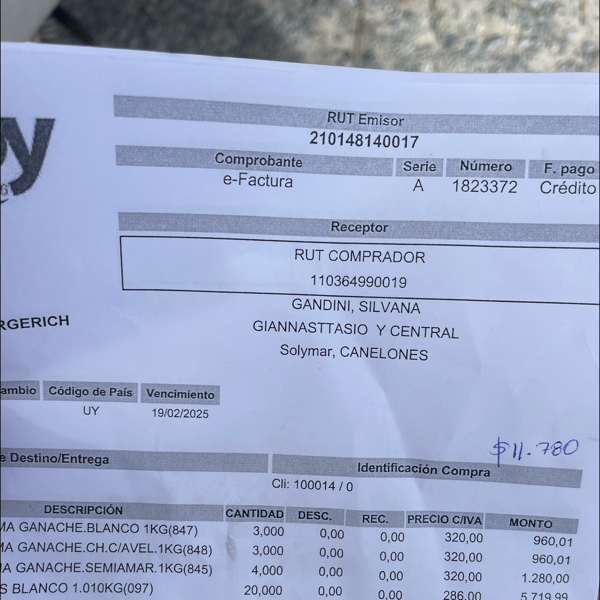 RUT Emisor
210148140017
Comprobante Serie Número F. pago
e-Factura A 1823372 Crédito
Receptor
RUT COMPRADOR
110364990019
GANDINI, SILVANA
RGERICH
GIANNASTTASIO Y CENTRAL
Solymar, CANELONES
ambio Código de País Vencimiento
UY 19/02/2025
$11.780
e Destino/Entrega Identificación Compra
Cli: 100014 / 0
DESCRIPCIÓN CANTIDAD DESC. REC. PRECIO C/IVA MONTO
MA GANACHE.BLANCO 1KG(847) 3,000 0,00 0,00 320,00 960,01
MA GANACHE.CH.C/AVEL.1KG(848) 3,000 0,00 0,00 320,00 960,01
MA GANACHE.SEMIAMAR.1KG(845) 4,000 0,00 0,00 320,00 1.280,00
S BLANCO 1.010KG(097) 20,000 0,00 0,00 286,00 5.719,99